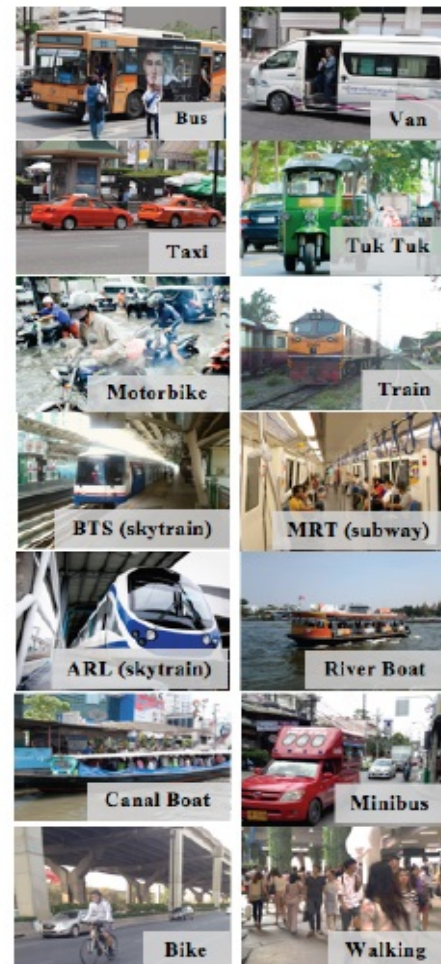 Bus
Van
Taxi
Tuk Tuk
Motorbike
Train
BTS (skytrain)
MRT (subway)
ARL (skytrain)
River Boat
Canal Boat
Minibus
Bike
Walking